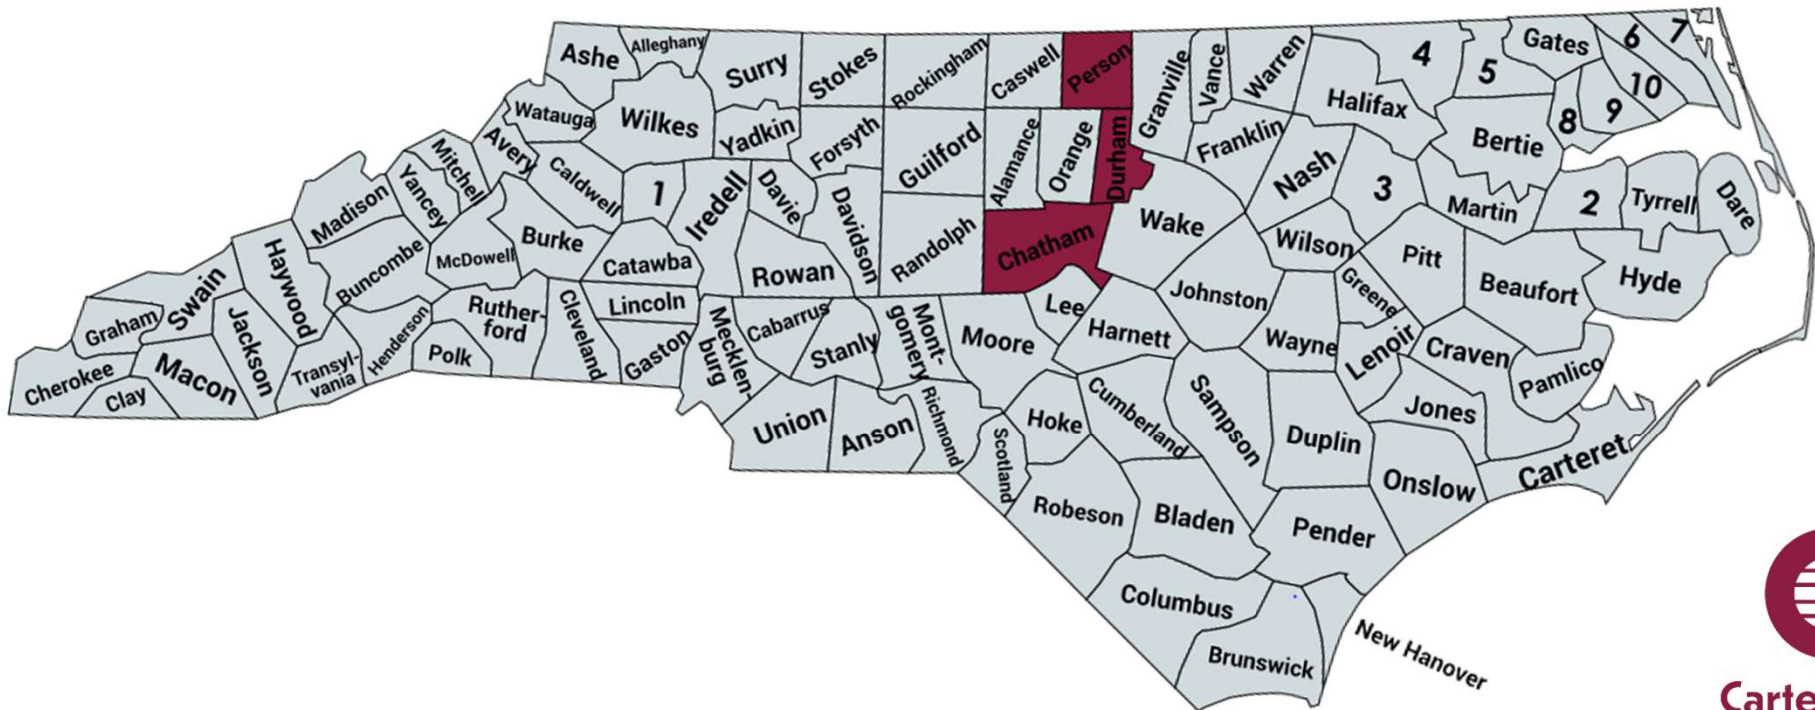 Ashe
Alleghany
Surry
Stokes
Rockingham
Caswell
Person
Granville
Vance
Warren
4
5
Gates
6
7
Halifax
10
Watauga
Wilkes
Yadkin
Forsyth
Guilford
Alamance
Orange
Durham
Franklin
Nash
Bertie
8
9
Avery
Mitchel
Yancey
Madison
Caldwell
1
Iredell
Davie
Davidson
Randolph
Chatham
Wake
3
Martin
2
Tyrrell
Dare
Wilson
Pitt
Beaufort
Hyde
Haywood
Buncombe
McDowell
Burke
Catawba
Rowan
Swain
Graham
Jackson
Henderson
Ruther-
ford
Cleveland
Lincoln
Gaston
Mecklen-
burg
Cabarrus
Stanly
Mont-
gomery
Moore
Lee
Harnett
Johnston
Greene
Wayne
Lenoir
Craven
Pamlico
Cherokee
Clay
Macon
Transyl-
vania
Polk
Union
Anson
Richmond
Scotland
Hoke
Cumberland
Sampson
Duplin
Jones
Onslow
Carteret
Robeson
Bladen
Pender
Columbus
Brunswick
New Hanover
Carte